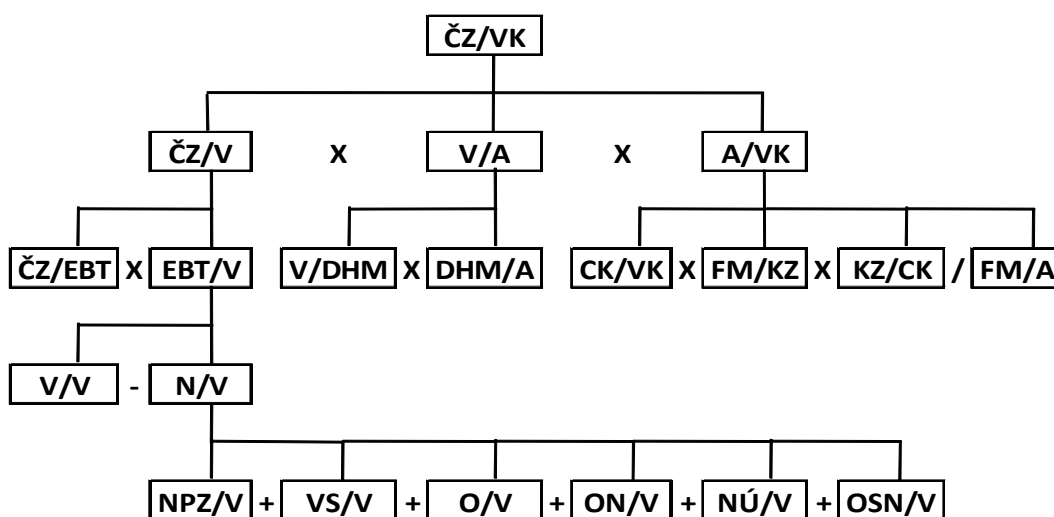 ČZ/VK
ČZ/V X V/A X A/VK
ČZ/EBT X EBT/V V/DHM X DHM/A CK/VK X FM/KZ X KZ/CK / FM/A
V/V - N/V
NPZ/V + VS/V + O/V + ON/V + NÚ/V + OSN/V